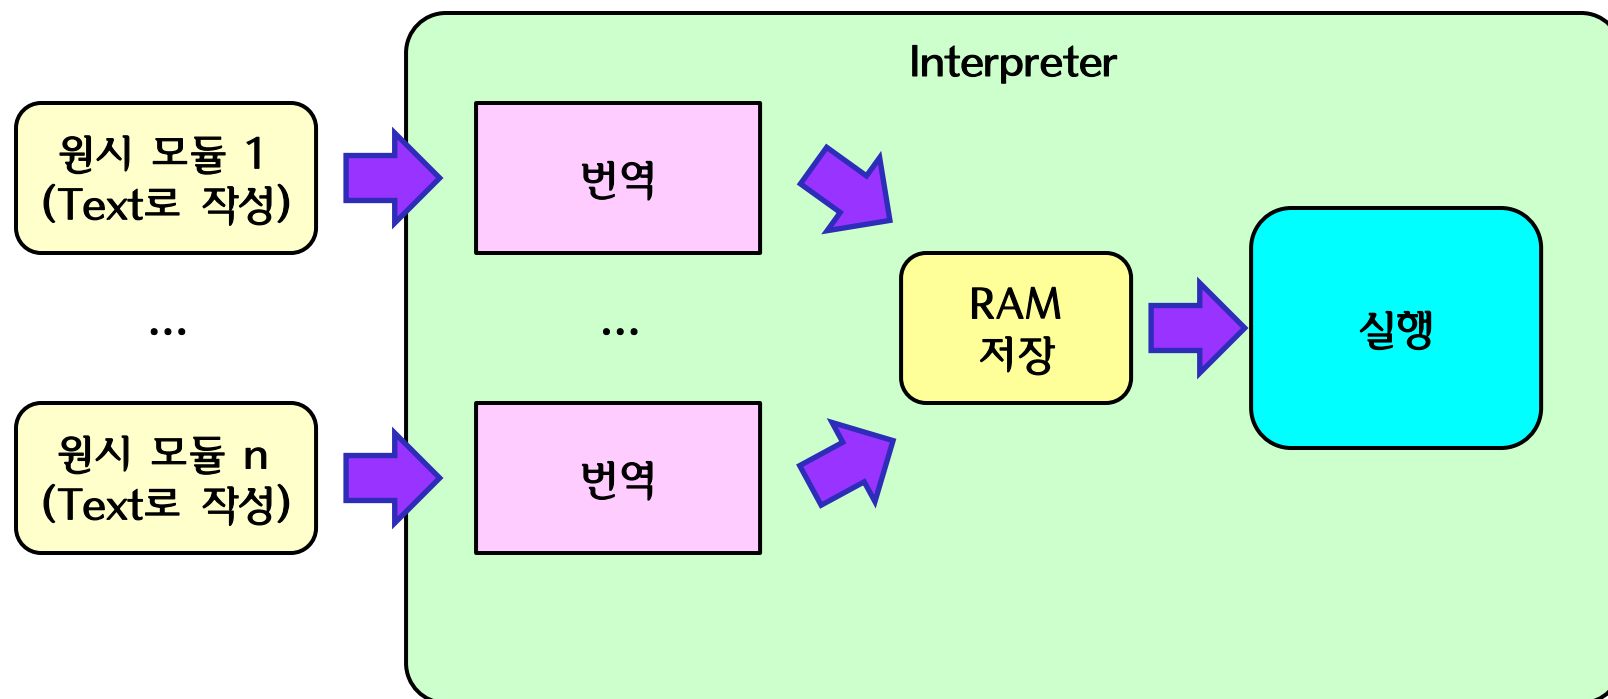 Interpreter
원시 모듈 1
(Text로 작성)
번역
...
...
RAM
저장
실행
원시 모듈 n
(Text로 작성)
번역